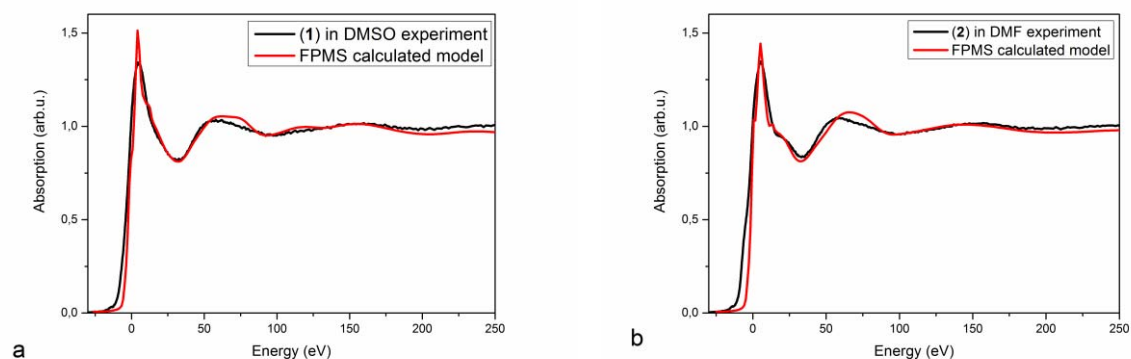 1,5
1,0
0,5
0,0
Absorption (arb.u.)
(1) in DMSO experiment
FPMS calculated model
0
50
100
150
200
250
Energy (eV)
a
1,5
1,0
0,5
0,0
Absorption (arb.u.)
(2) in DMF experiment
FPMS calculated model
0
50
100
150
200
250
Energy (eV)
b